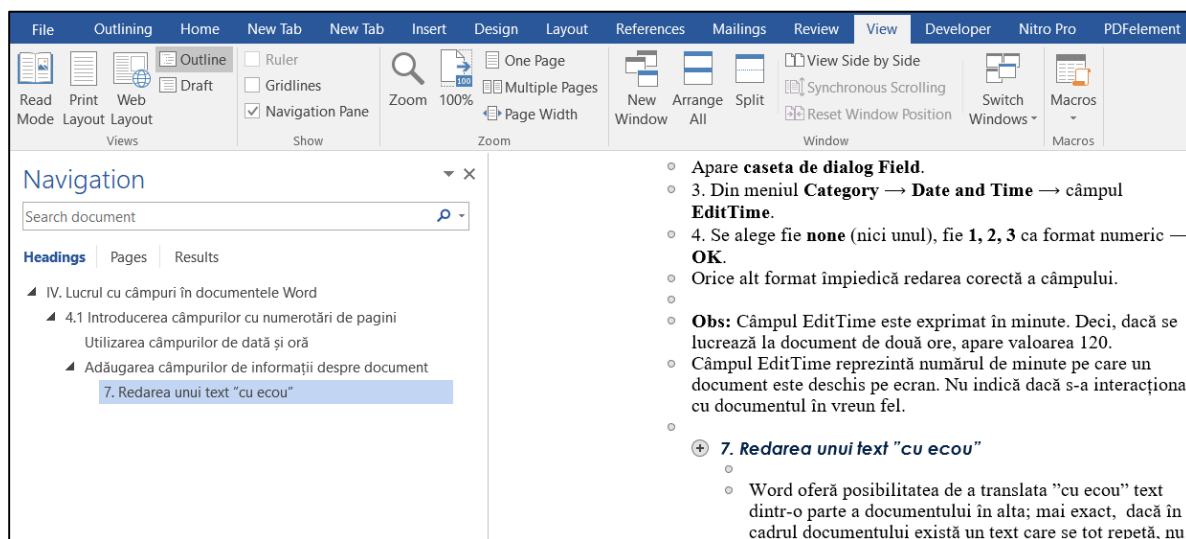 File Outlining Home New Tab New Tab Insert Design Layout References Mailings Review View Developer Nitro Pro PDFelement
Read Mode
Print Layout
Web Layout
Outline
Draft
Views
Ruler
Gridlines
Navigation Pane
Show
Zoom
100%
One Page
Multiple Pages
Page Width
Zoom
New Window
Arrange All
Split
View Side by Side
Synchronous Scrolling
Reset Window Position
Window
Switch Windows
Macros
Macros
Navigation
Search document
Headings Pages Results
IV. Lucrul cu câmpuri în documentele Word
4.1 Introducerea câmpurilor cu numerotări de pagini
Utilizarea câmpurilor de dată și oră
Adăugarea câmpurilor de informații despre document
7. Redarea unui text ”cu ecou”
Apare caseta de dialog Field.
3. Din meniul Category → Date and Time → câmpul
EditTime.
4. Se alege fie none (nici unul), fie 1, 2, 3 ca format numeric —
OK.
Orice alt format împiedică redarea corectă a câmpului.
Obs: Câmpul EditTime este exprimat în minute. Deci, dacă se
lucrează la document de două ore, apare valoarea 120.
Câmpul EditTime reprezintă numărul de minute pe care un
document este deschis pe ecran. Nu indică dacă s-a interacționa
cu documentul în vreun fel.
7. Redarea unui text ”cu ecou”
Word oferă posibilitatea de a translata ”cu ecou” text
dintr-o parte a documentului în alta; mai exact, dacă în
cadrul documentului există un text care se tot repetă, nu